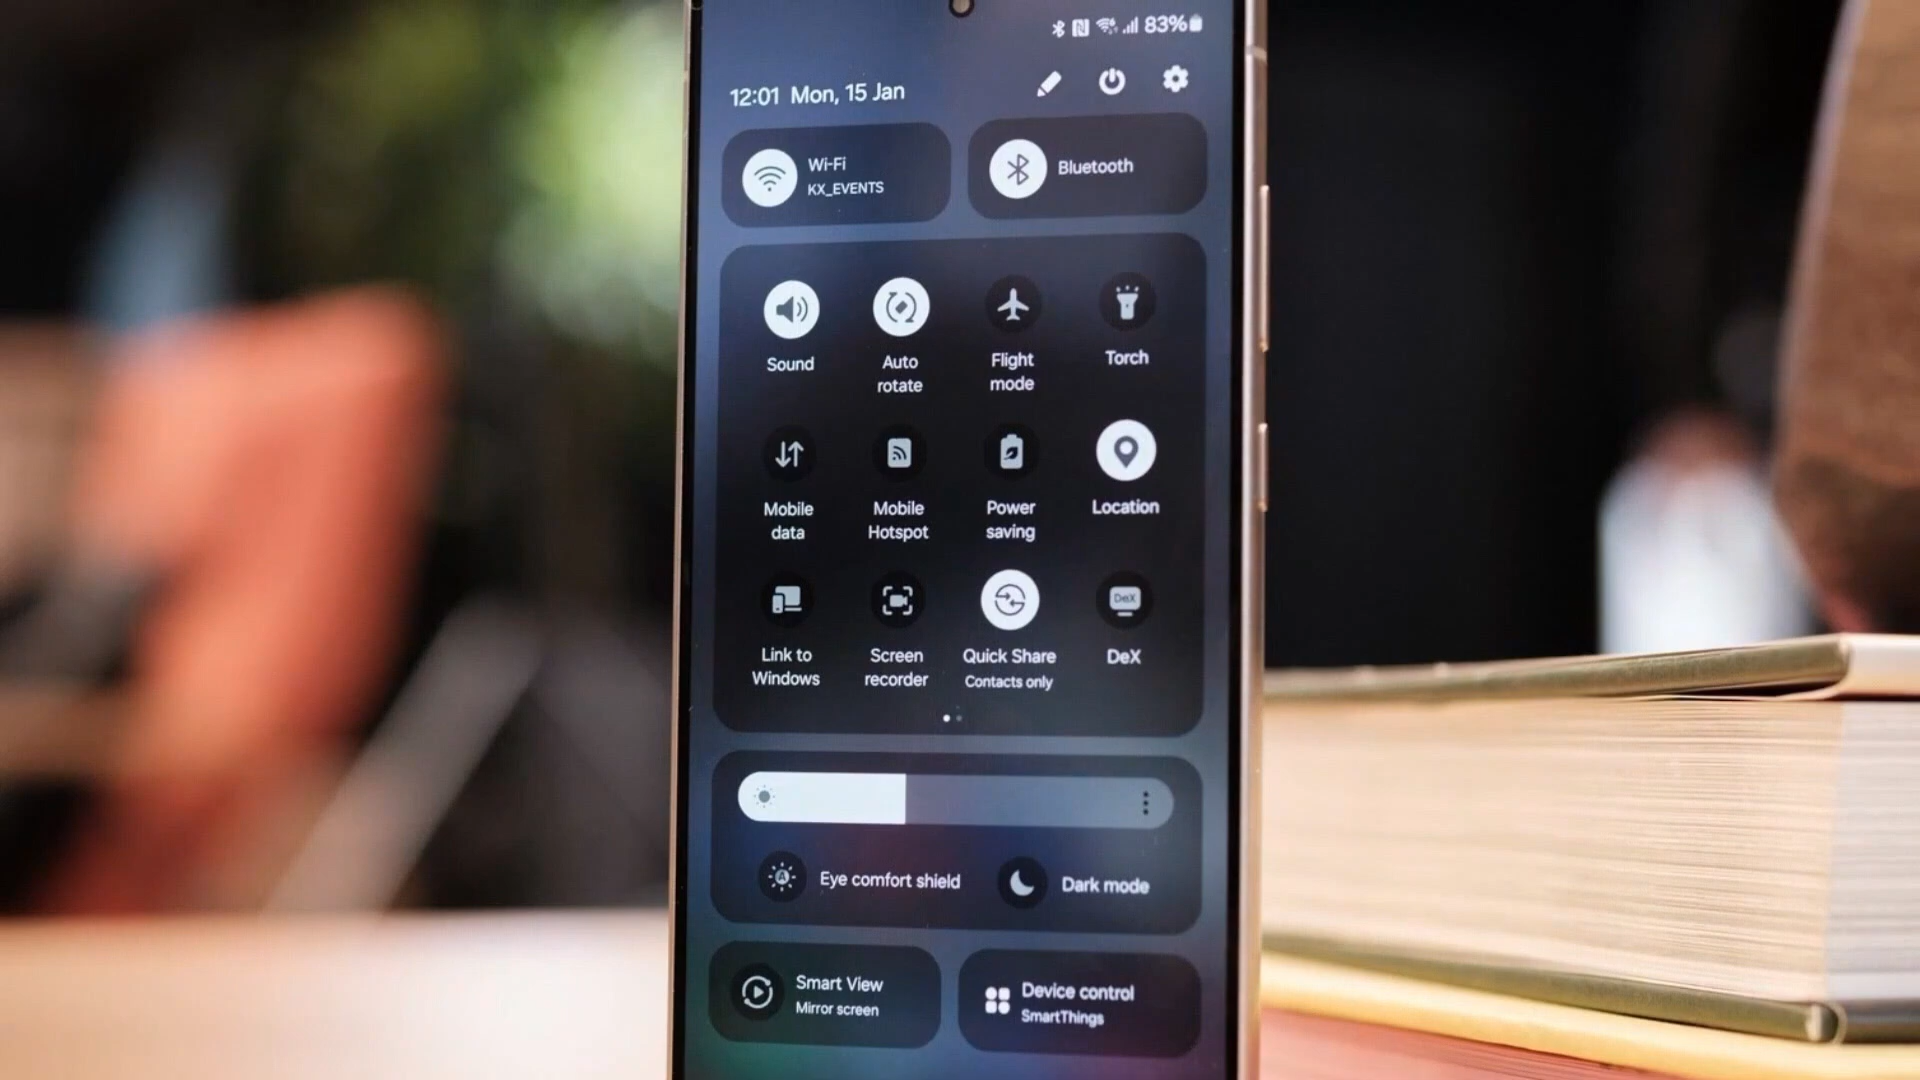 83%
12:01 Mon, 15 Jan
Wi-Fi
KX_EVENTS
Bluetooth
Sound
Auto
rotate
Flight
mode
Torch
Mobile
data
Mobile
Hotspot
Power
saving
Location
Link to
Windows
Screen
recorder
Quick Share
Contacts only
DeX
DeX
Eye comfort shield
Dark mode
Smart View
Mirror screen
Device control
SmartThings